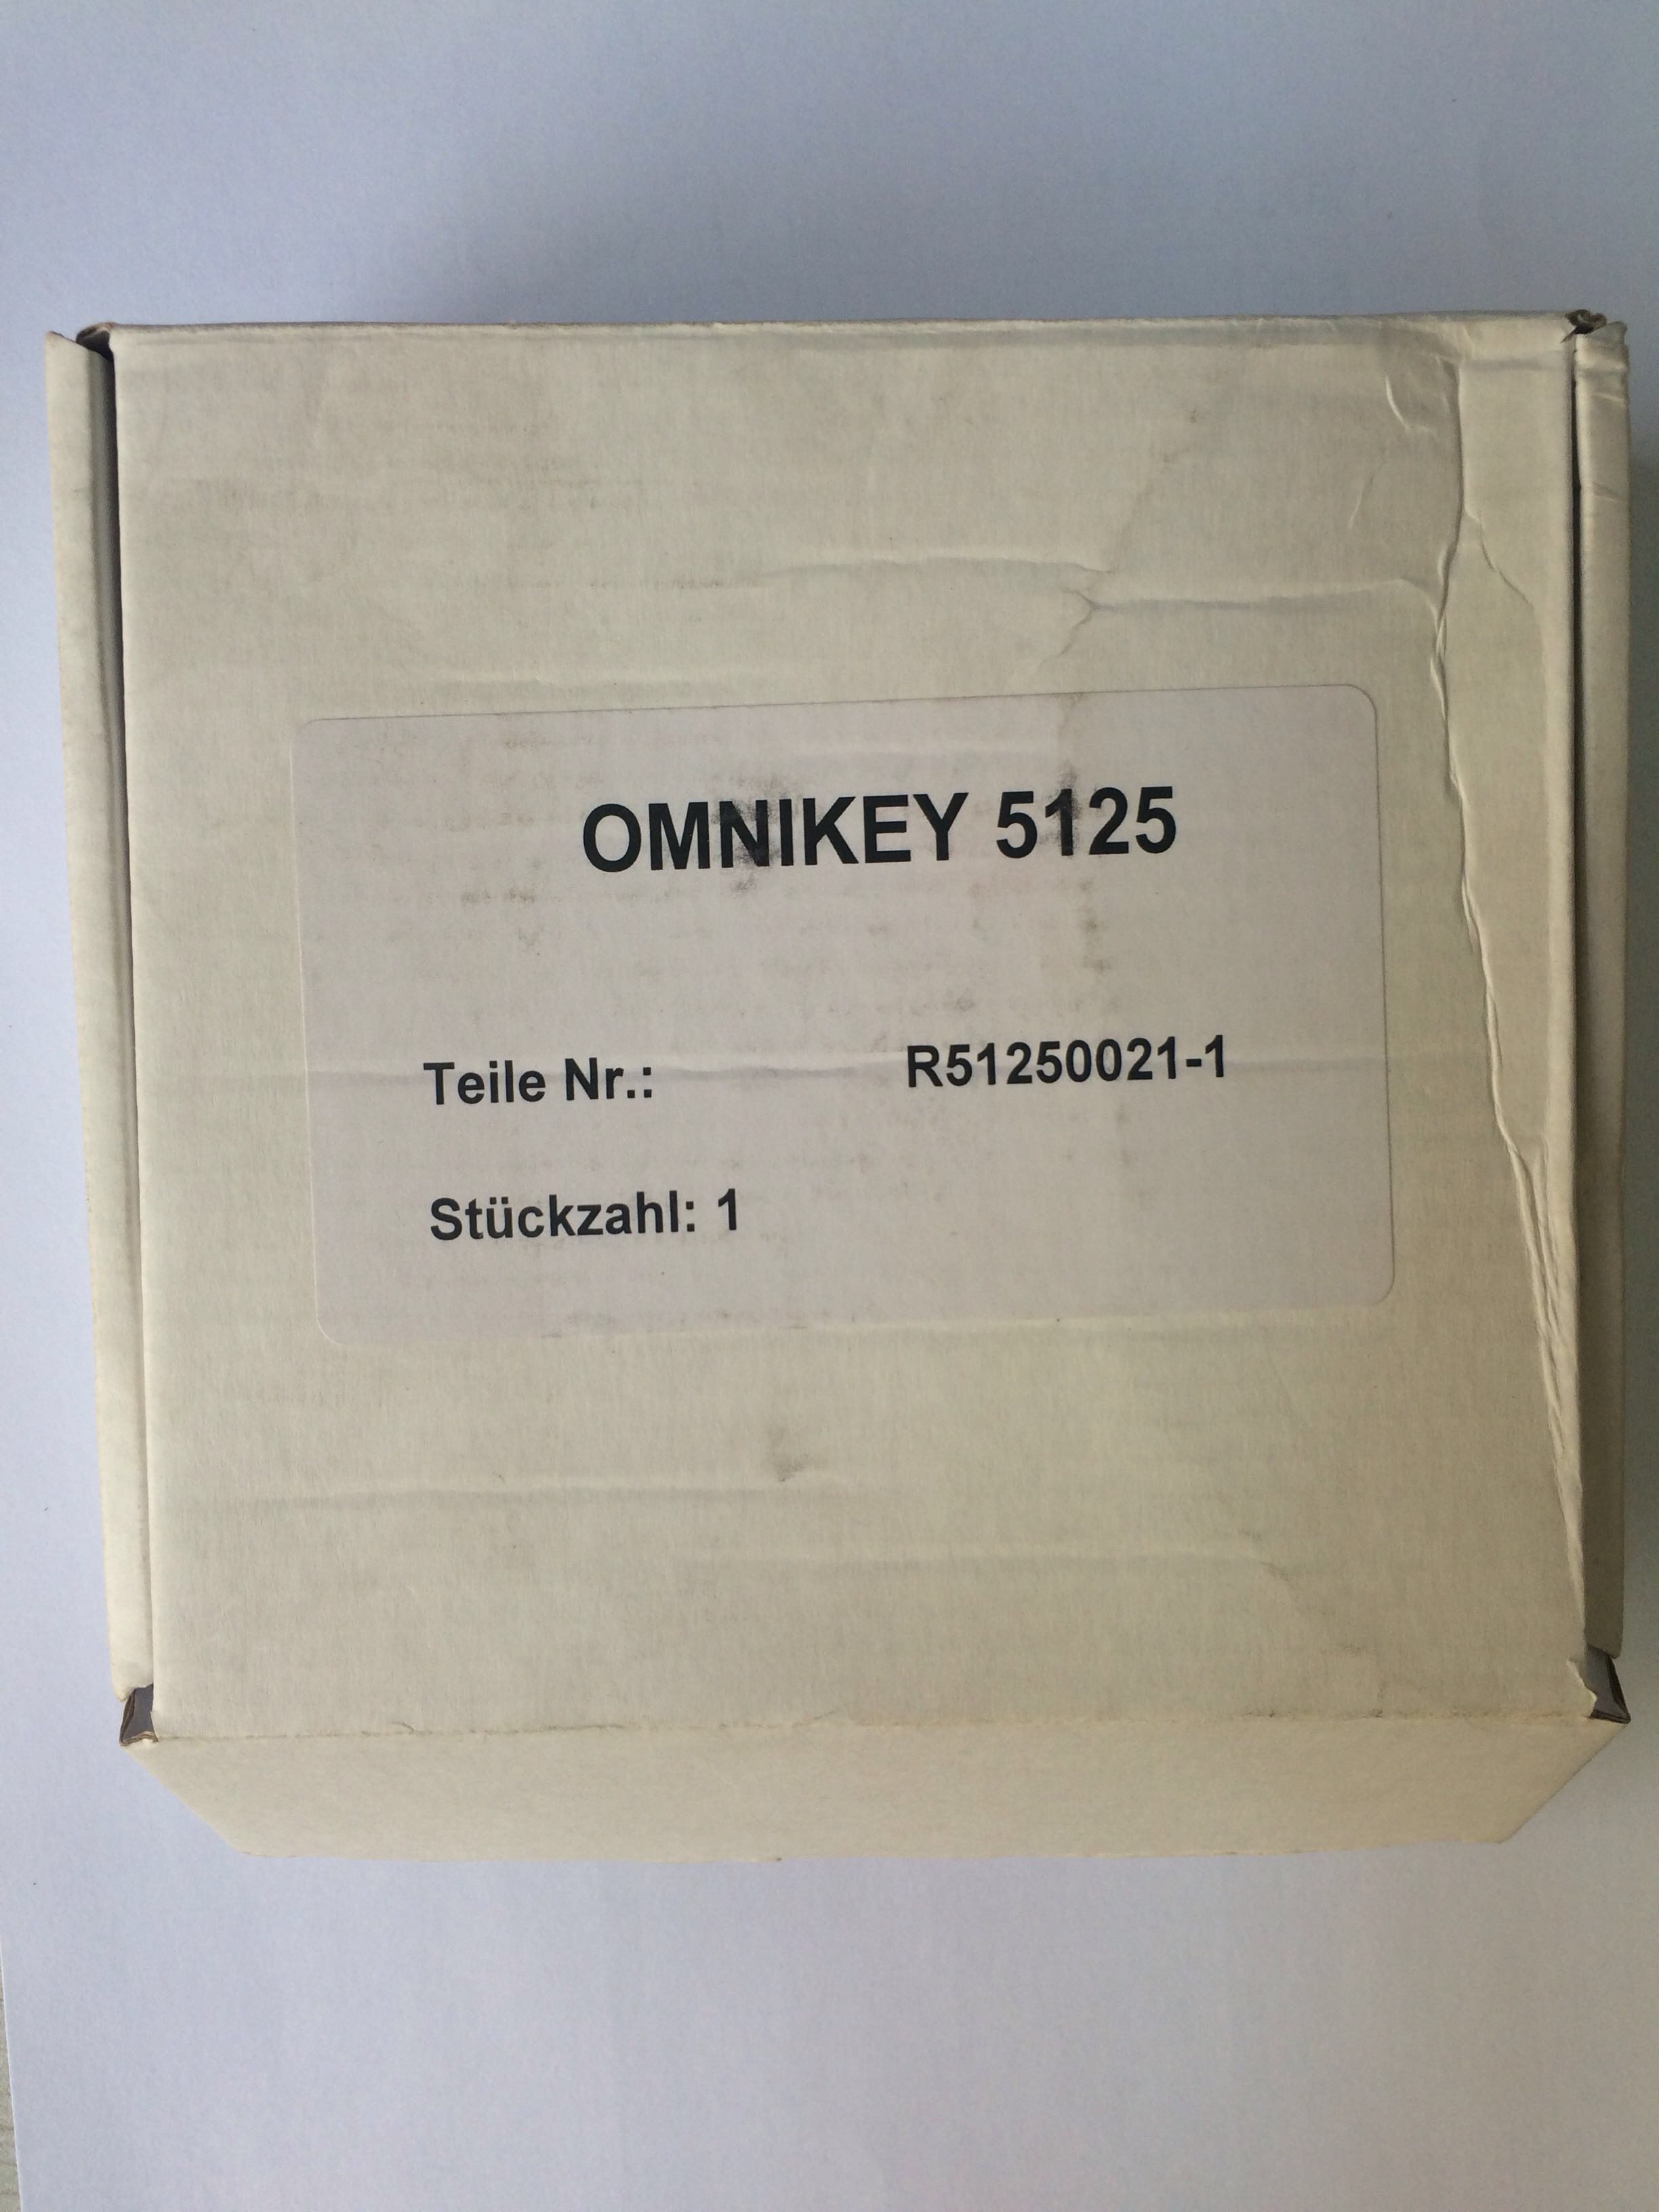 OMNIKEY 5125
Teile Nr.: R51250021-1
Stückzahl: 1